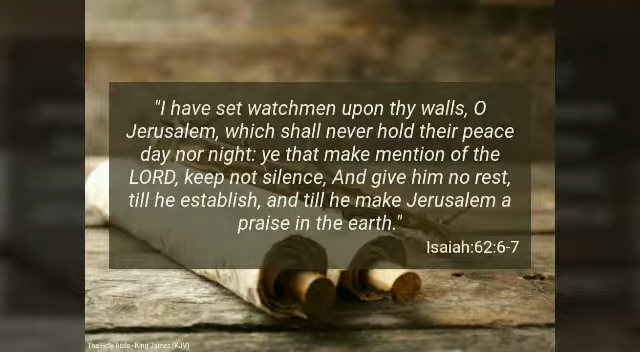 "I have set watchmen upon thy walls, O
Jerusalem, which shall never hold their peace
day nor night: ye that make mention of the
LORD, keep not silence, And give him no rest,
till he establish, and till he make Jerusalem a
praise in the earth."
Isaiah:62:6-7
The Holy Bible - King James (KJV)